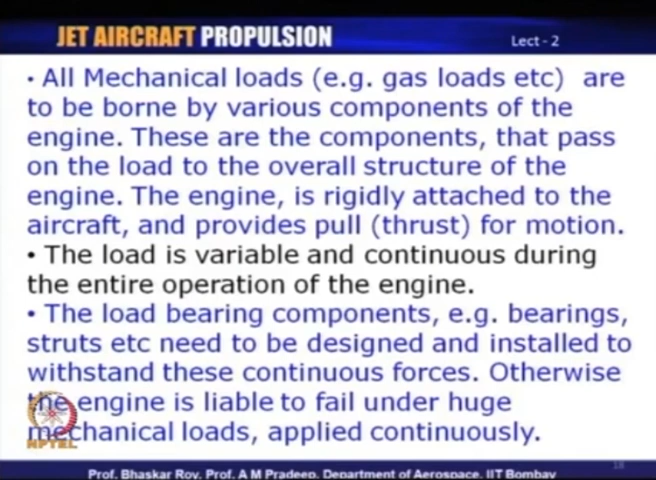 JET AIRCRAFT PROPULSION
Lect - 2
• All Mechanical loads (e.g. gas loads etc) are
to be borne by various components of the
engine. These are the components, that pass
on the load to the overall structure of the
engine. The engine, is rigidly attached to the
aircraft, and provides pull (thrust) for motion.
• The load is variable and continuous during
the entire operation of the engine.
• The load bearing components, e.g. bearings,
struts etc need to be designed and installed to
withstand these continuous forces. Otherwise
the engine is liable to fail under huge
mechanical loads, applied continuously.
NPTEL
18
Prof. Bhaskar Roy, Prof. A M Pradeep, Department of Aerospace, IIT Bombay